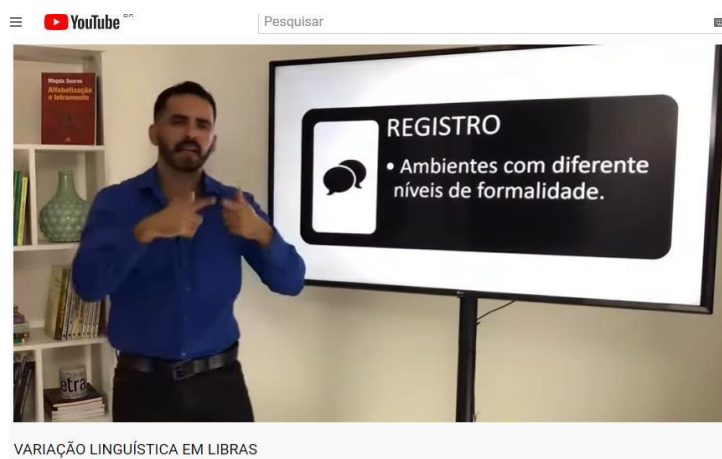 YouTube BR
Pesquisar
Magda Soares
Alfabetização
e letramento
REGISTRO
• Ambientes com diferente
níveis de formalidade.
etra
VARIAÇÃO LINGUÍSTICA EM LIBRAS